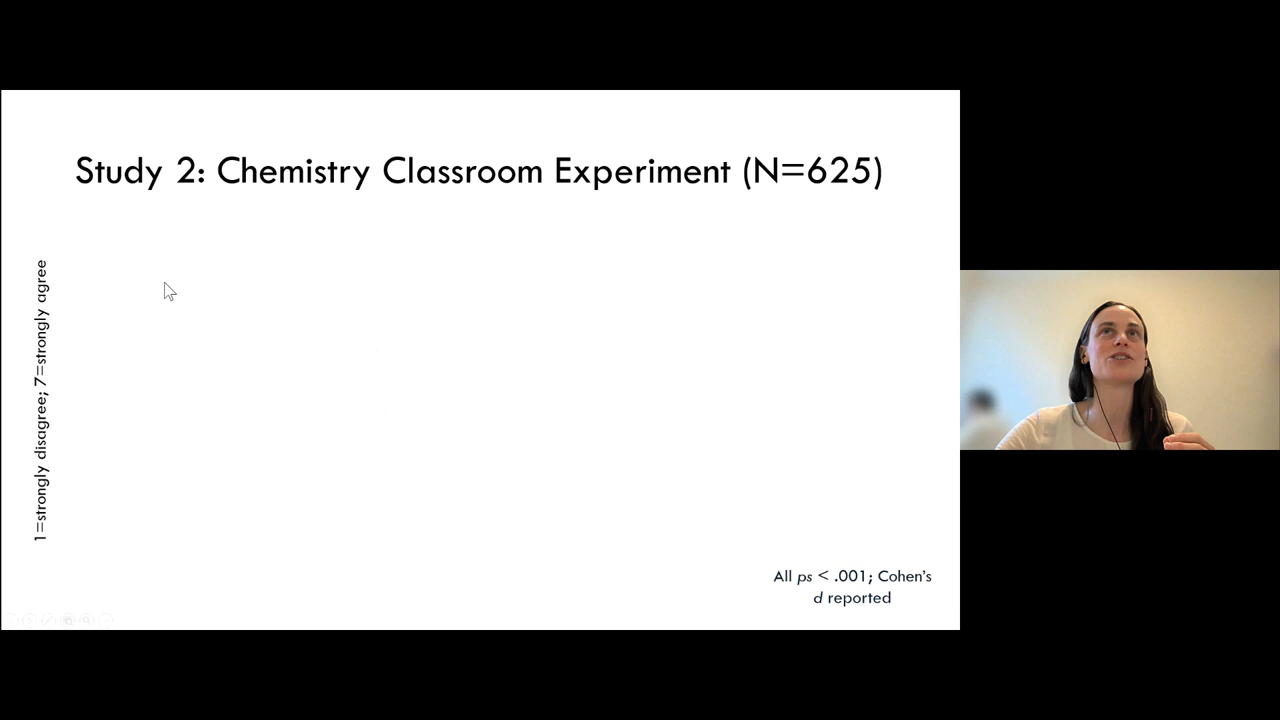 Study 2: Chemistry Classroom Experiment (N=625)
1=strongly disagree; 7=strongly agree
All ps < .001; Cohen's
d reported